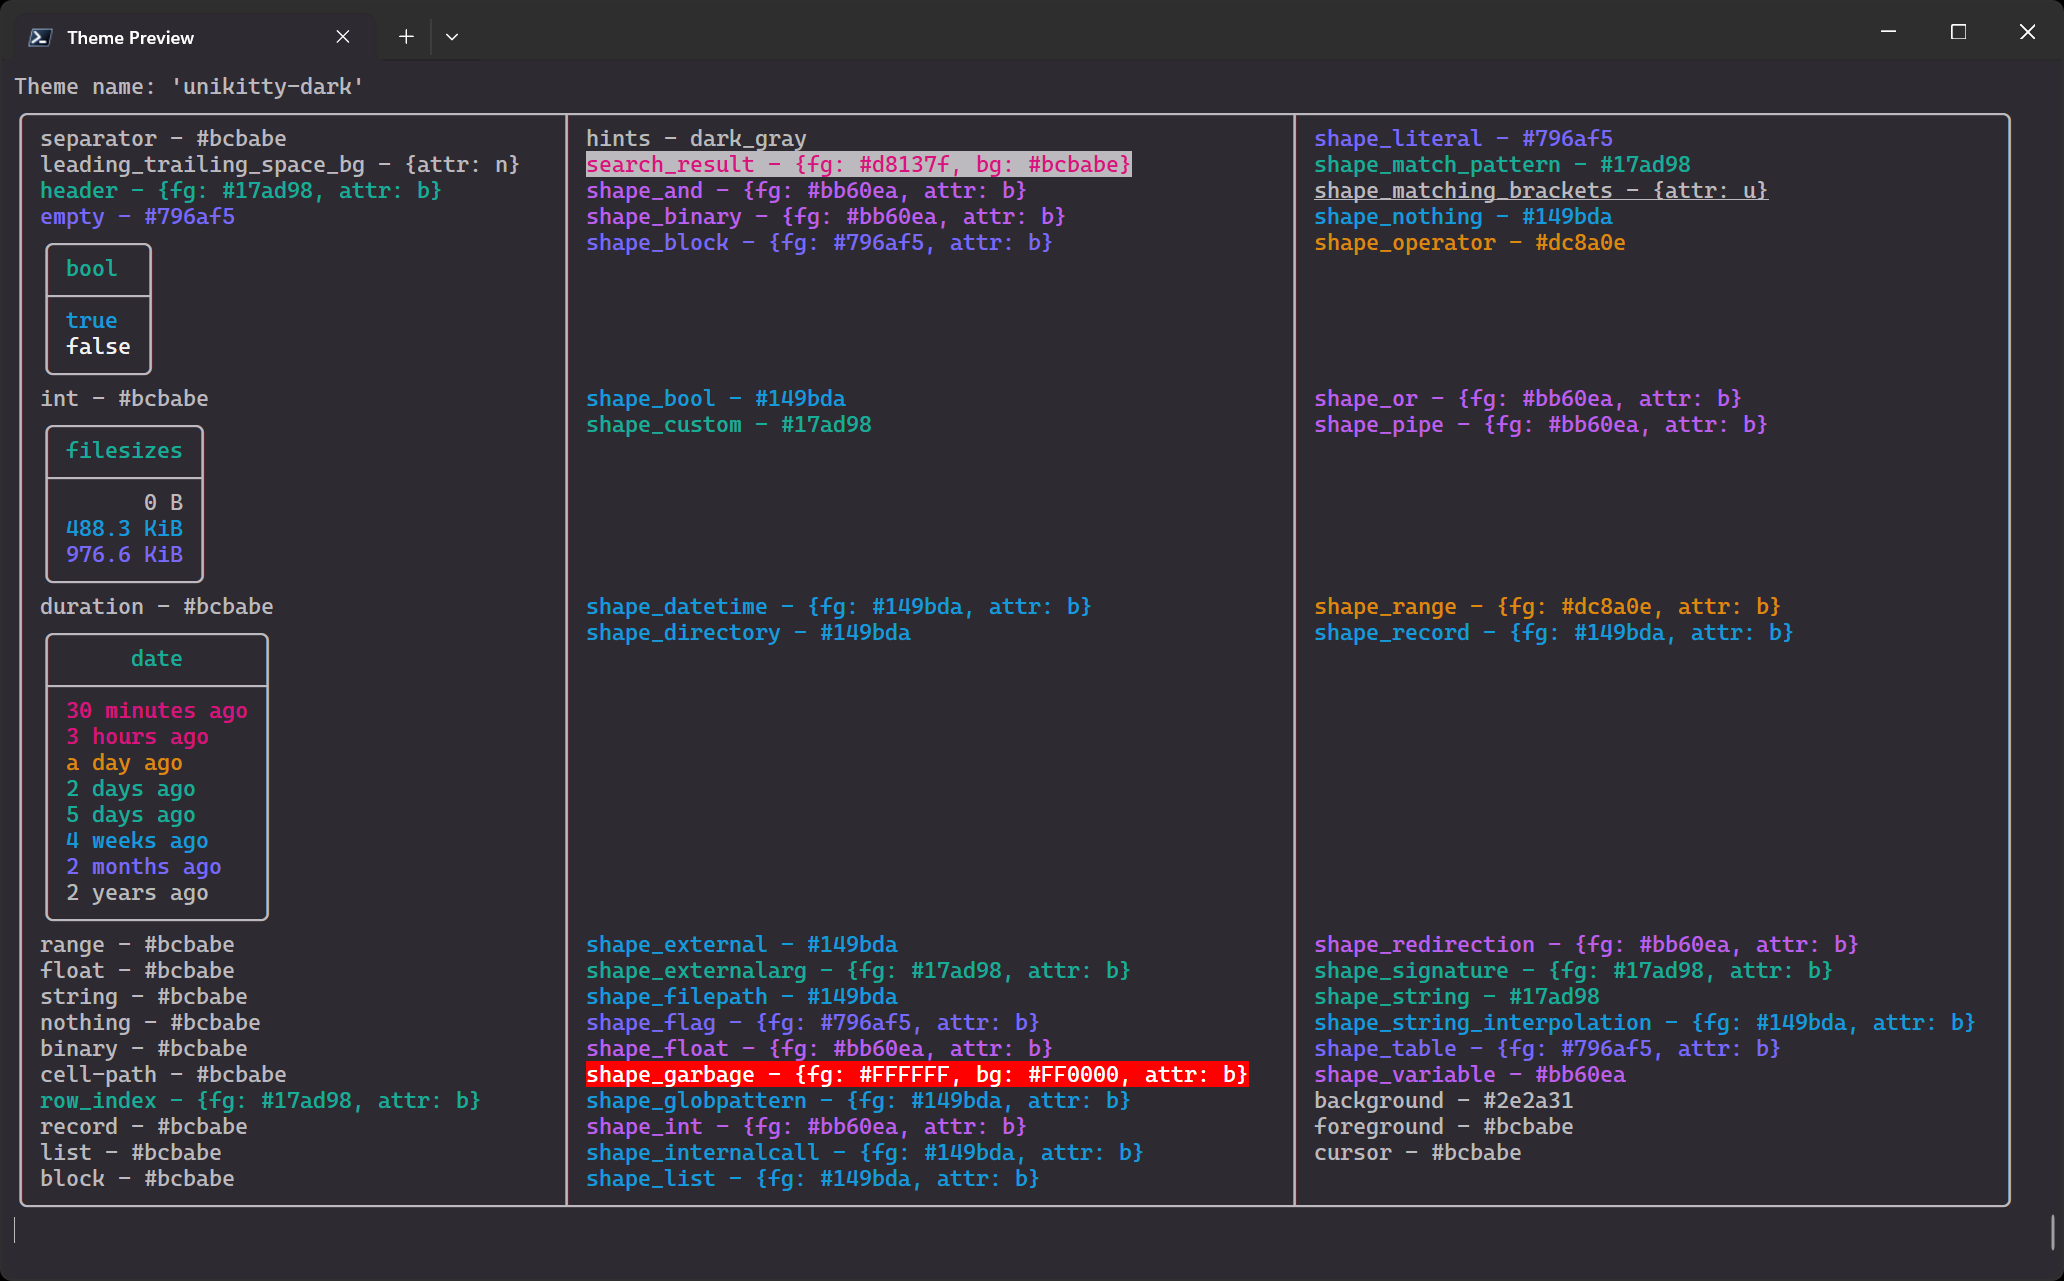 Theme Preview
Theme name: 'unikitty-dark'
separator - #bcbabe
leading_trailing_space_bg - {attr: n}
header - {fg: #17ad98, attr: b}
empty - #796af5
bool
true
false
int - #bcbabe
filesizes
0 B
488.3 KiB
976.6 KiB
duration - #bcbabe
date
30 minutes ago
3 hours ago
a day ago
2 days ago
5 days ago
4 weeks ago
2 months ago
2 years ago
range - #bcbabe
float - #bcbabe
string - #bcbabe
nothing - #bcbabe
binary - #bcbabe
cell-path - #bcbabe
row_index - {fg: #17ad98, attr: b}
record - #bcbabe
list - #bcbabe
block - #bcbabe
hints - dark_gray
search_result - {fg: #d8137f, bg: #bcbabe}
shape_and - {fg: #bb60ea, attr: b}
shape_binary - {fg: #bb60ea, attr: b}
shape_block - {fg: #796af5, attr: b}
shape_bool - #149bda
shape_custom - #17ad98
shape_datetime - {fg: #149bda, attr: b}
shape_directory - #149bda
shape_external - #149bda
shape_externalarg - {fg: #17ad98, attr: b}
shape_filepath - #149bda
shape_flag - {fg: #796af5, attr: b}
shape_float - {fg: #bb60ea, attr: b}
shape_garbage - {fg: #FFFFFF, bg: #FF0000, attr: b}
shape_globpattern - {fg: #149bda, attr: b}
shape_int - {fg: #bb60ea, attr: b}
shape_internalcall - {fg: #149bda, attr: b}
shape_list - {fg: #149bda, attr: b}
shape_literal - #796af5
shape_match_pattern - #17ad98
shape_matching_brackets - {attr: u}
shape_nothing - #149bda
shape_operator - #dc8a0e
shape_or - {fg: #bb60ea, attr: b}
shape_pipe - {fg: #bb60ea, attr: b}
shape_range - {fg: #dc8a0e, attr: b}
shape_record - {fg: #149bda, attr: b}
shape_redirection - {fg: #bb60ea, attr: b}
shape_signature - {fg: #17ad98, attr: b}
shape_string - #17ad98
shape_string_interpolation - {fg: #149bda, attr: b}
shape_table - {fg: #796af5, attr: b}
shape_variable - #bb60ea
background - #2e2a31
foreground - #bcbabe
cursor - #bcbabe